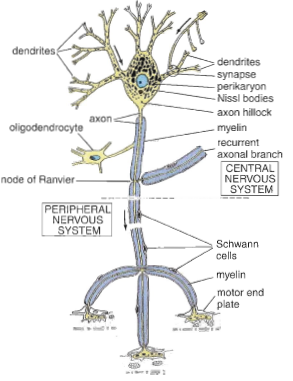 dendrites
dendrites
synapse
perikaryon
Nissl bodies
axon hillock
axon
oligodendrocyte
myelin
recurrent
axonal branch
CENTRAL
NERVOUS
SYSTEM
node of Ranvier
PERIPHERAL
NERVOUS
SYSTEM
Schwann
cells
myelin
motor end
plate